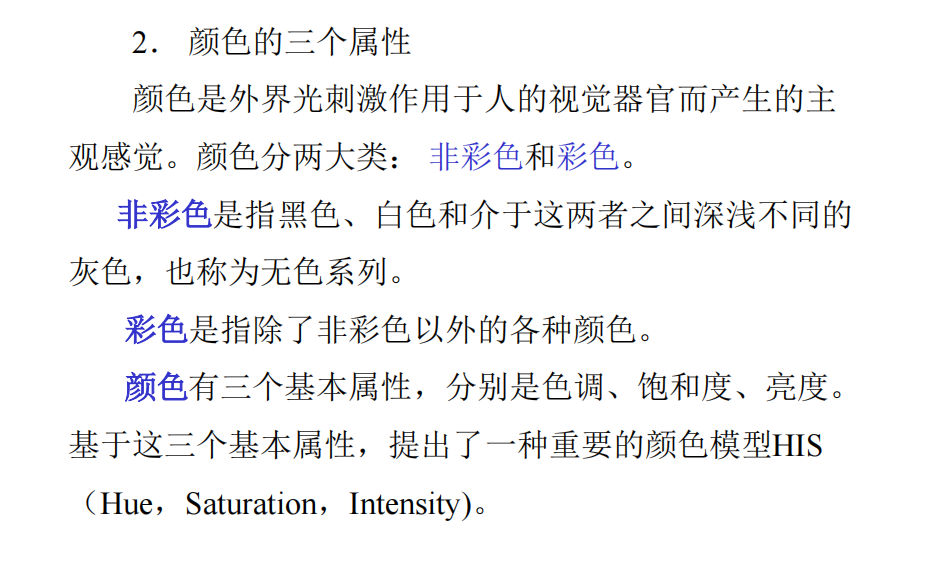 2． 颜色的三个属性
颜色是外界光刺激作用于人的视觉器官而产生的主
观感觉。颜色分两大类： 非彩色和彩色。
非彩色是指黑色、白色和介于这两者之间深浅不同的
灰色，也称为无色系列。
彩色是指除了非彩色以外的各种颜色。
颜色有三个基本属性，分别是色调、饱和度、亮度。
基于这三个基本属性，提出了一种重要的颜色模型HIS
（Hue，Saturation，Intensity)。